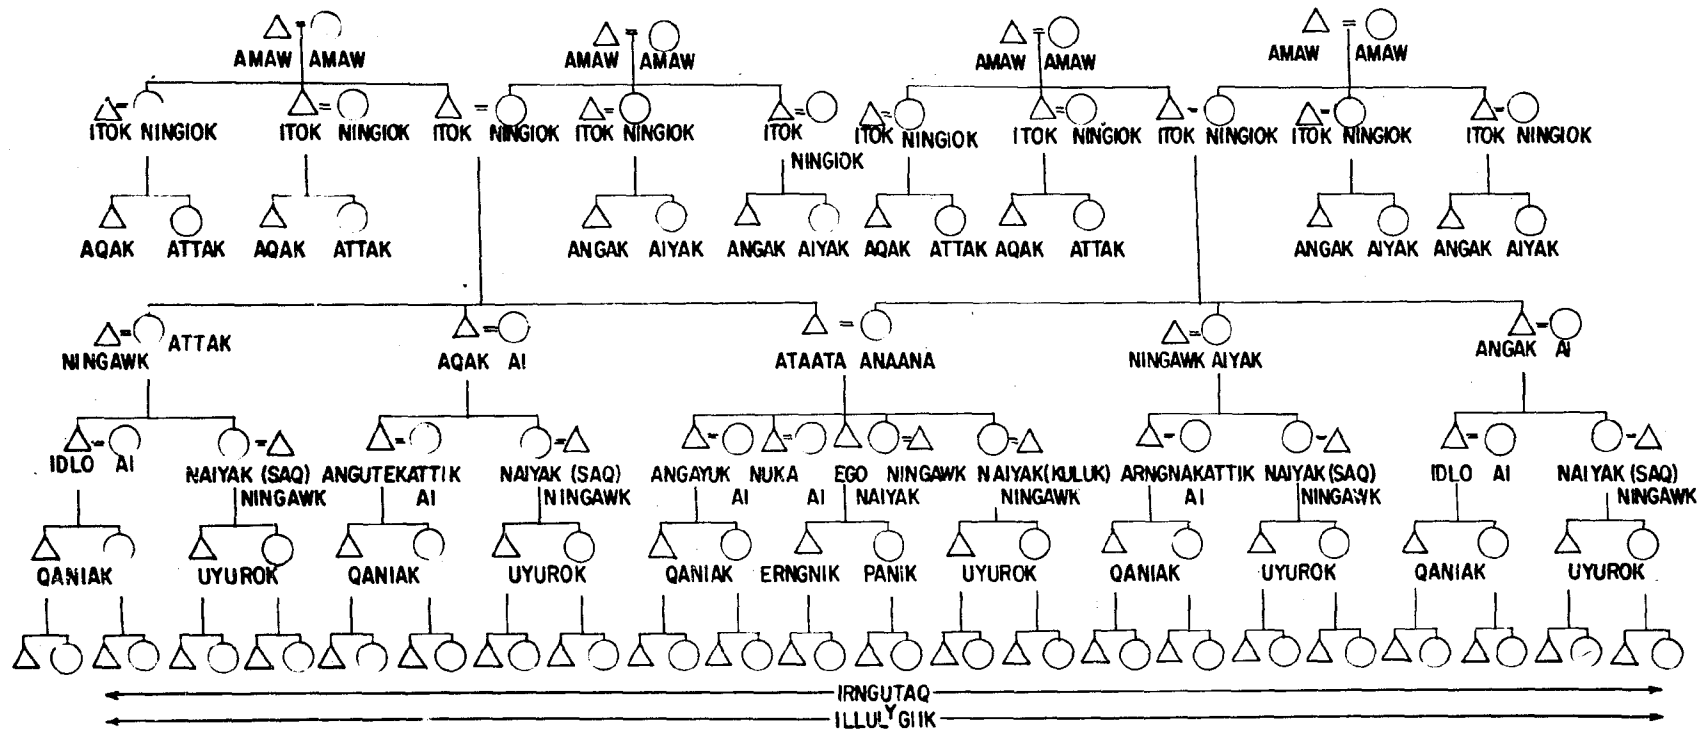 AMAW AMAW AMAW AMAW AMAW AMAW AMAW AMAW
ITOK NINGIOK ITOK NINGIOK ITOK NINGIOK ITOK NINGIOK ITOK NINGIOK ITOK NINGIOK ITOK NINGIOK ITOK NINGIOK ITOK NINGIOK ITOK NINGIOK
AQAK ATTAK AQAK ATTAK ANGAK AIYAK ANGAK AIYAK AQAK ATTAK AQAK ATTAK ANGAK AIYAK ANGAK AIYAK
NINGAWK ATTAK AQAK AI ATAATA ANAANA NINGAWK AIYAK ANGAK AI
IDLO AI NAIYAK (SAQ) ANGUTEKATTIK NAIYAK (SAQ) ANGAYUK NUKA EGO NINGAWK NAIYAK(KULUK) ARNGNAKATTIK NAIYAK(SAQ) IDLO AI NAIYAK (SAQ)
NINGAWK AI NINGAWK AI AI NAIYAK NINGAWK AI NINGAWK NINGAWK
QANIAK UYUROK QANIAK UYUROK QANIAK ERNGNIK PANIK UYUROK QANIAK UYUROK QANIAK UYUROK
IRNGUTAQ
ILLULYGIIK